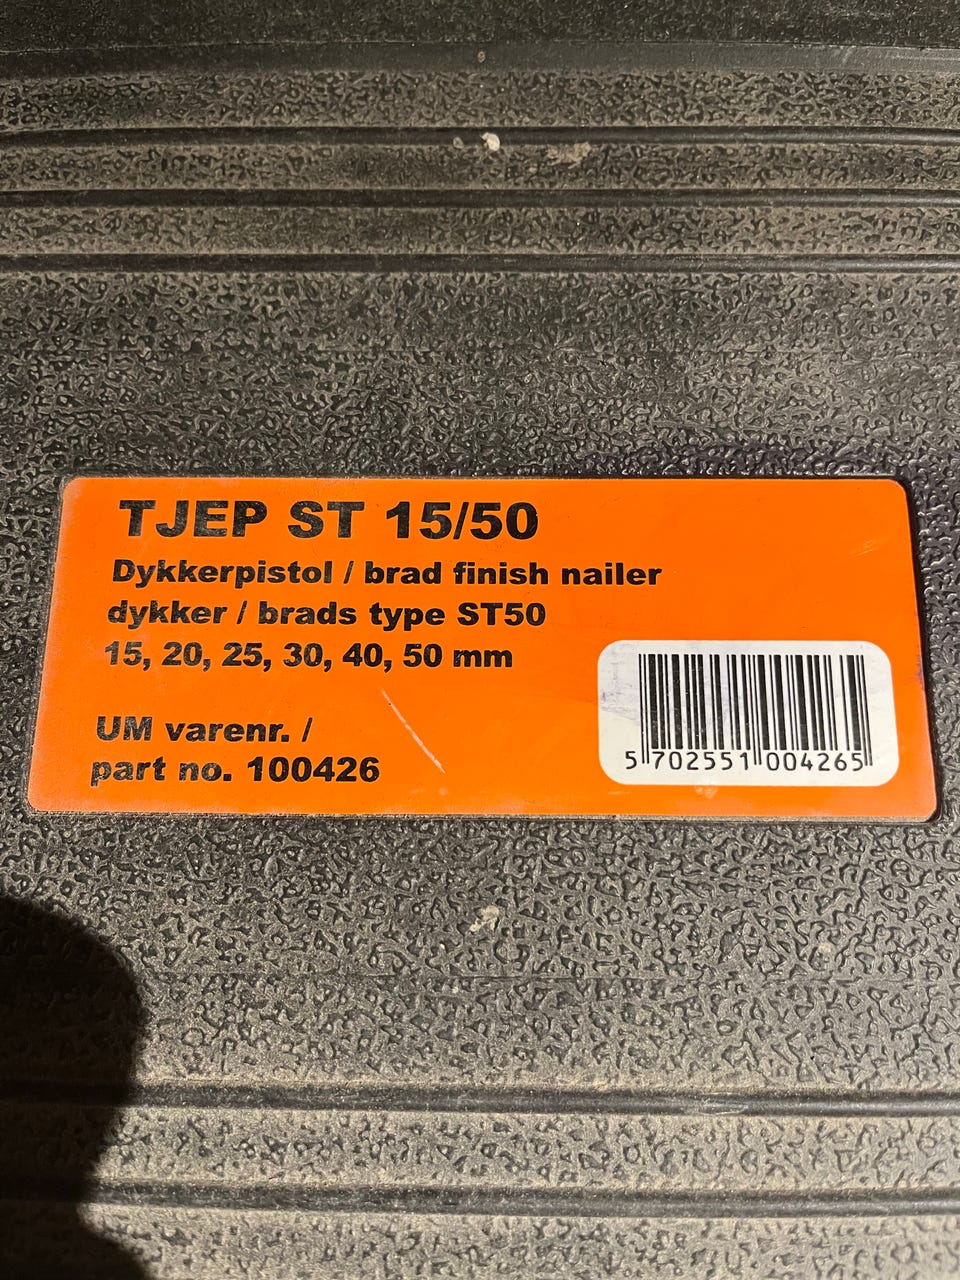 TJEP ST 15/50
Dykkerpistol / brad finish nailer
dykker / brads type ST50
15, 20, 25, 30, 40, 50 mm
UM varenr. /
part no. 100426
5 702551 004265